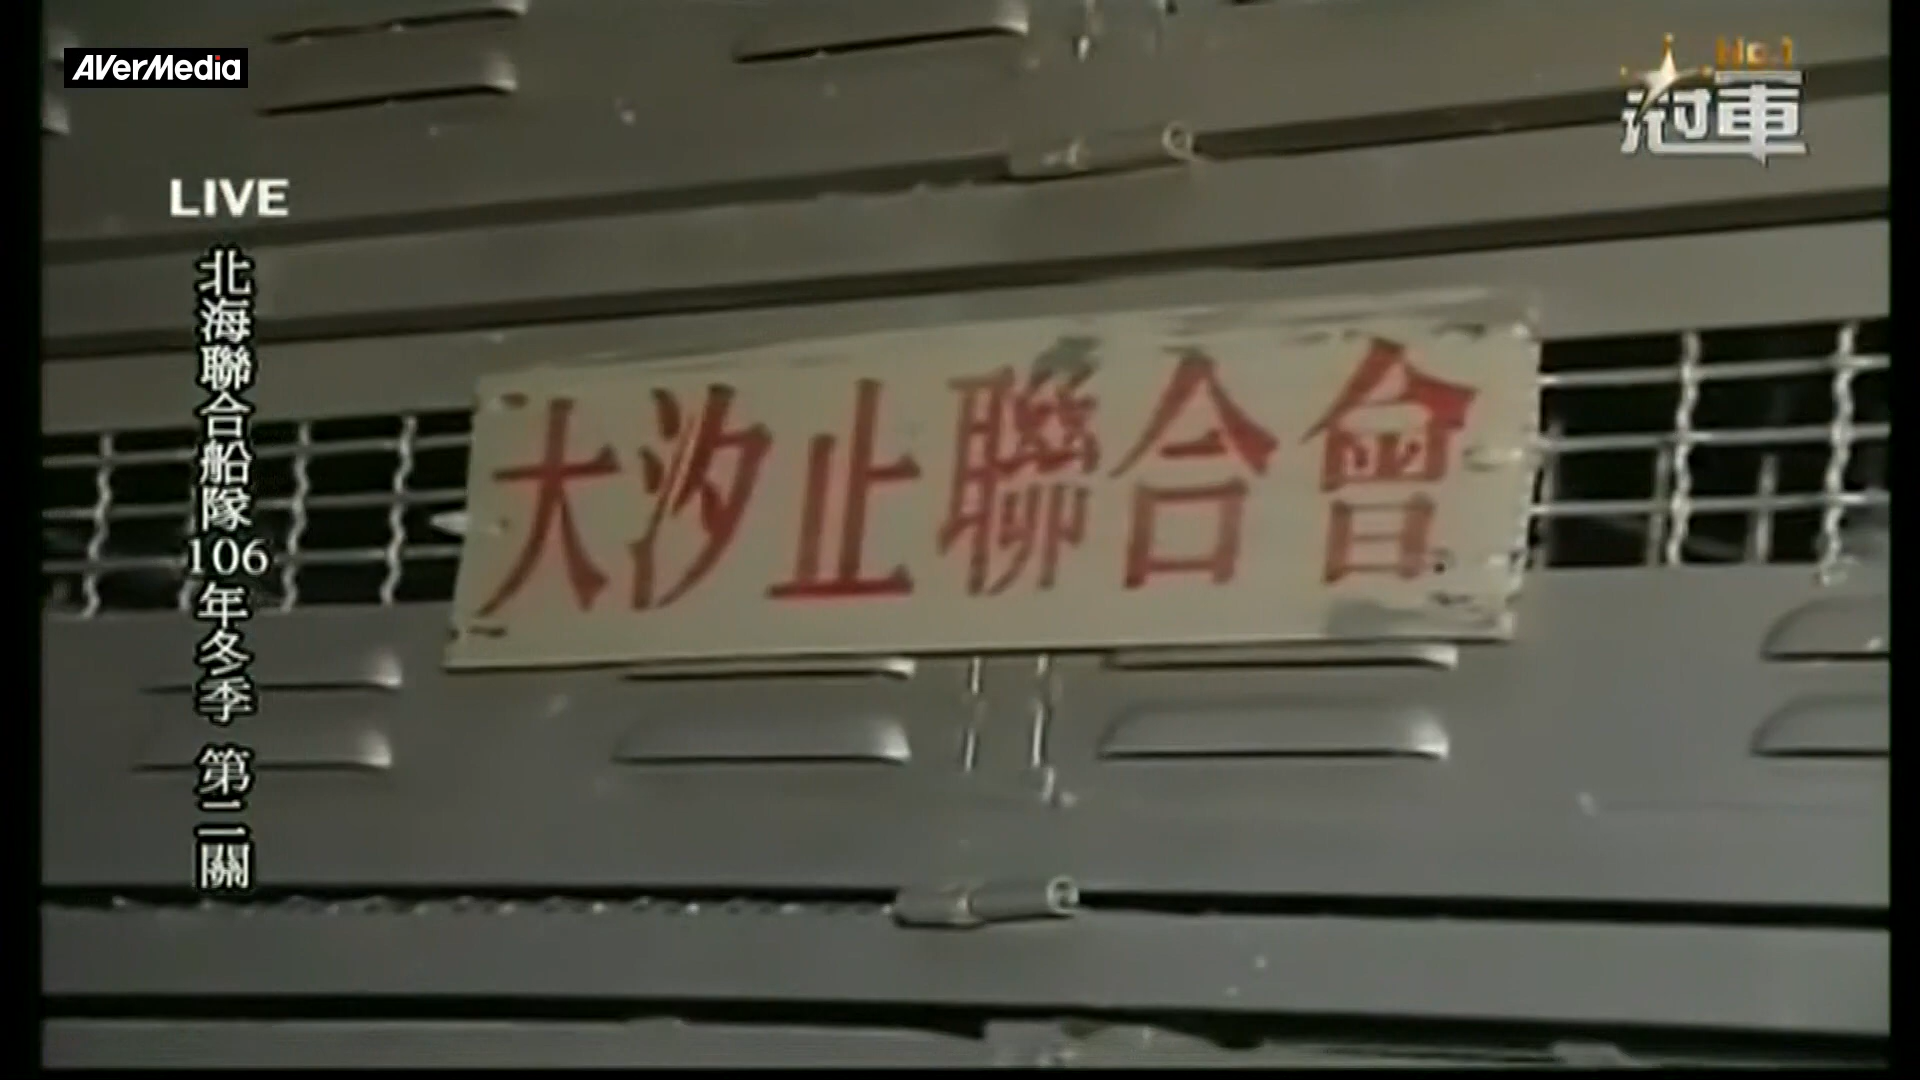 AVerMedia
No.1
冠軍
LIVE
北海聯合船隊106年冬季 第二關
大汐止聯合會